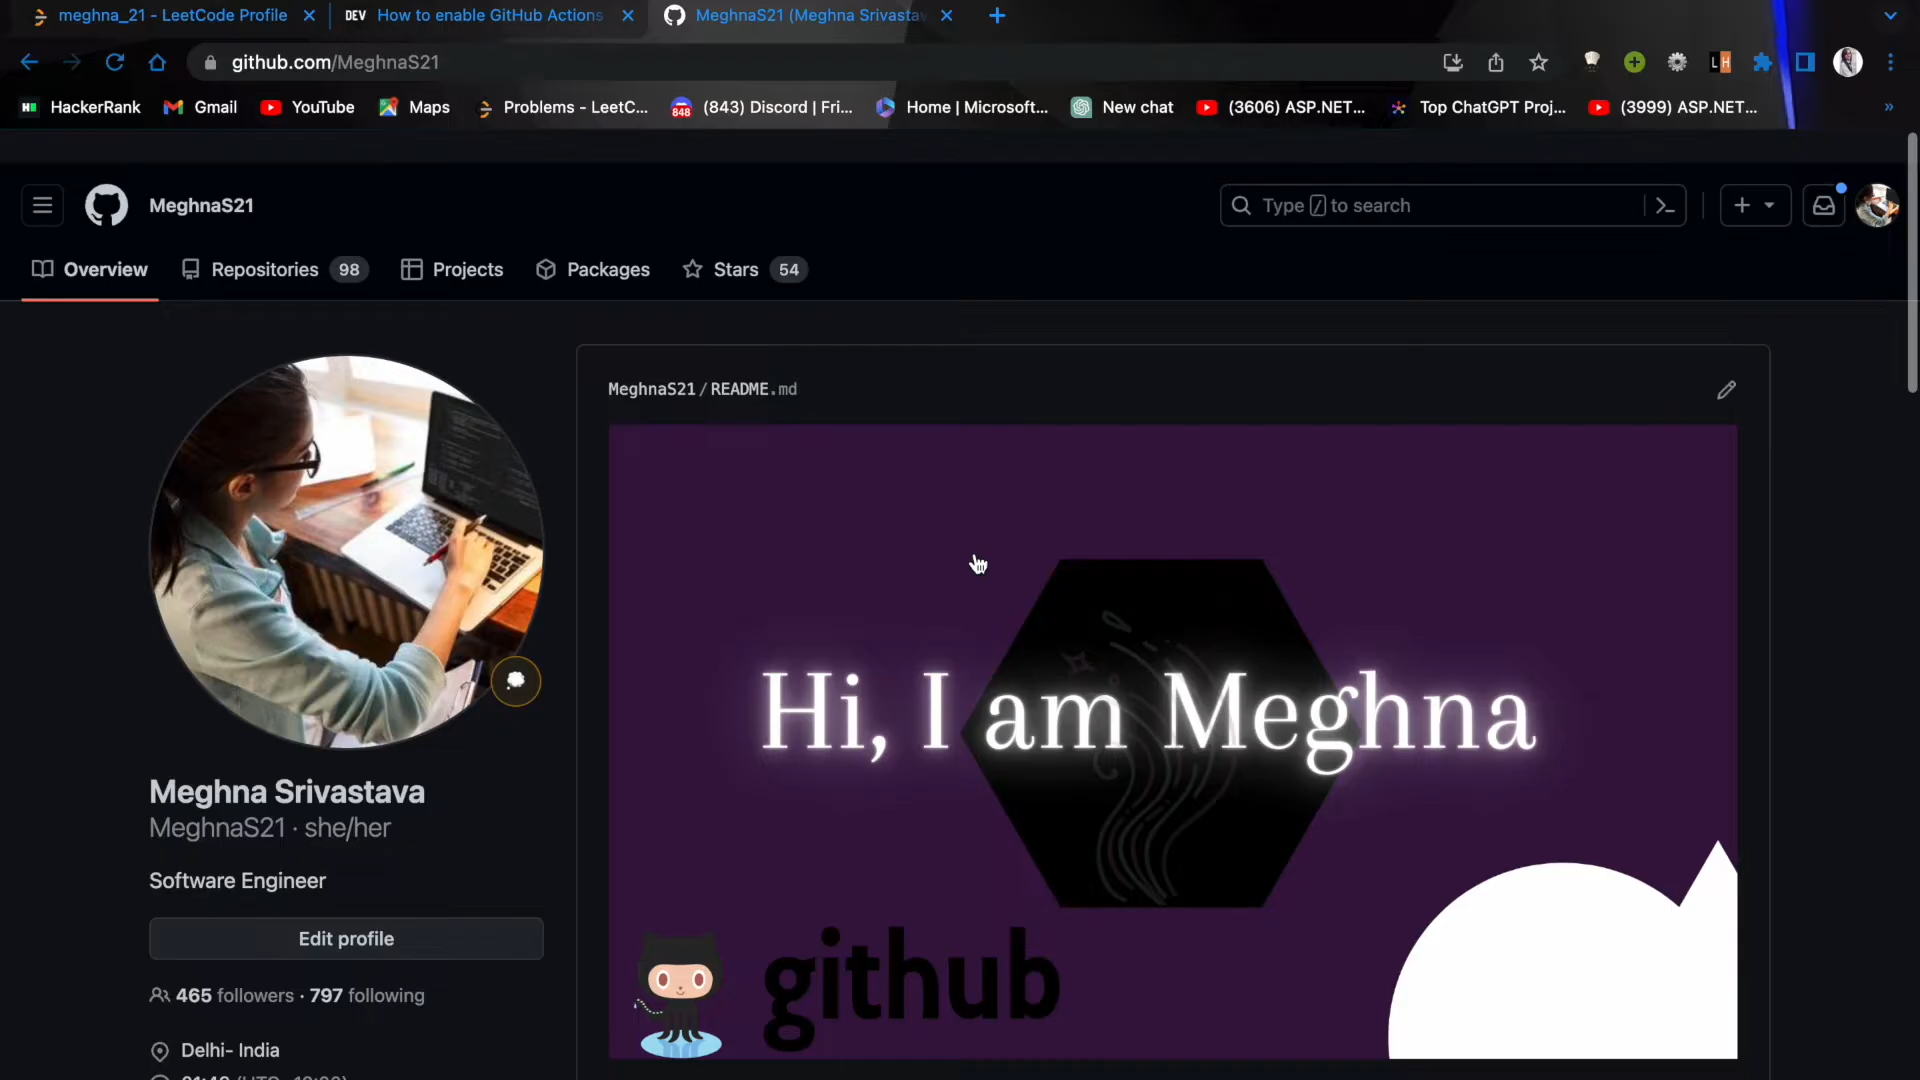 meghna_21 - LeetCode Profile
DEV How to enable GitHub Actions
MeghnaS21 (Meghna Srivastav
github.com/MeghnaS21
LH
HackerRank
Gmail
YouTube
Maps
Problems - LeetC...
848 (843) Discord | Fri...
Home | Microsoft...
New chat
(3606) ASP.NET...
Top ChatGPT Proj...
(3999) ASP.NET...
MeghnaS21
Type / to search
Overview
Repositories 98
Projects
Packages
Stars 54
MeghnaS21/README.md
Hi, I am Meghna
github
Meghna Srivastava
MeghnaS21 · she/her
Software Engineer
Edit profile
465 followers · 797 following
Delhi- India